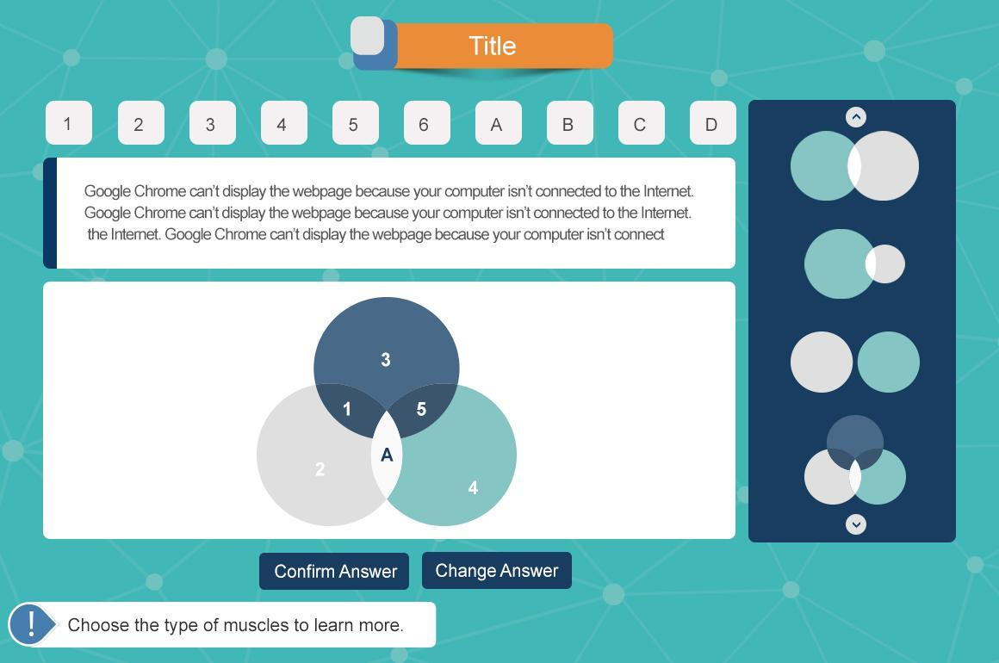 Title
1 2 3 4 5 6 A B C D
Google Chrome can't display the webpage because your computer isn't connected to the Internet.
Google Chrome can't display the webpage because your computer isn't connected to the Internet.
the Internet. Google Chrome can't display the webpage because your computer isn't connect
3
1 5
A
2
4
Confirm Answer Change Answer
! Choose the type of muscles to learn more.